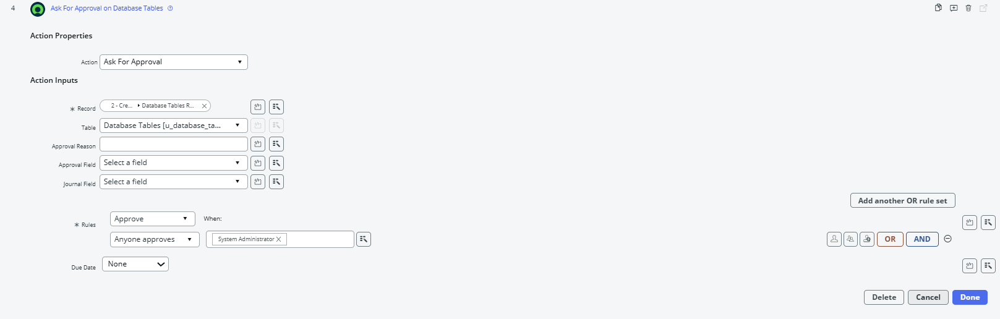 4 Ask For Approval on Database Tables
Action Properties
Action Ask For Approval
Action Inputs
* Record 2 - Cre... Database Tables R...
Table Database Tables [u_database_ta...
Approval Reason
Approval Field Select a field
Journal Field Select a field
Add another OR rule set
* Rules Approve When:
Anyone approves System Administrator OR AND
Due Date None
Delete Cancel Done